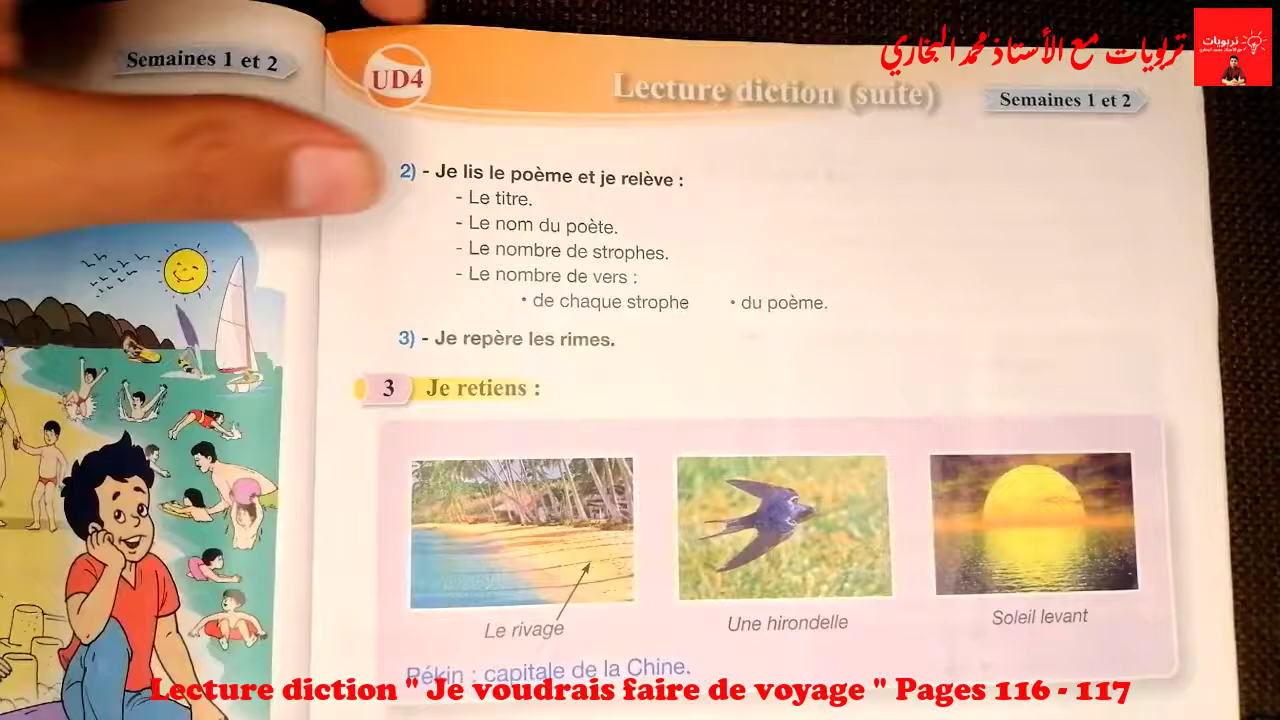 تربويات مع الأستاذ محمد البخاري
تربويات
Semaines 1 et 2
UD4
Lecture diction (suite)
Semaines 1 et 2
2) - Je lis le poème et je relève :
- Le titre.
- Le nom du poète.
- Le nombre de strophes.
- Le nombre de vers :
• de chaque strophe • du poème.
3) - Je repère les rimes.
3 Je retiens :
Le rivage
Une hirondelle
Soleil levant
Pékin : capitale de la Chine.
Lecture diction " Je voudrais faire de voyage " Pages 116 - 117